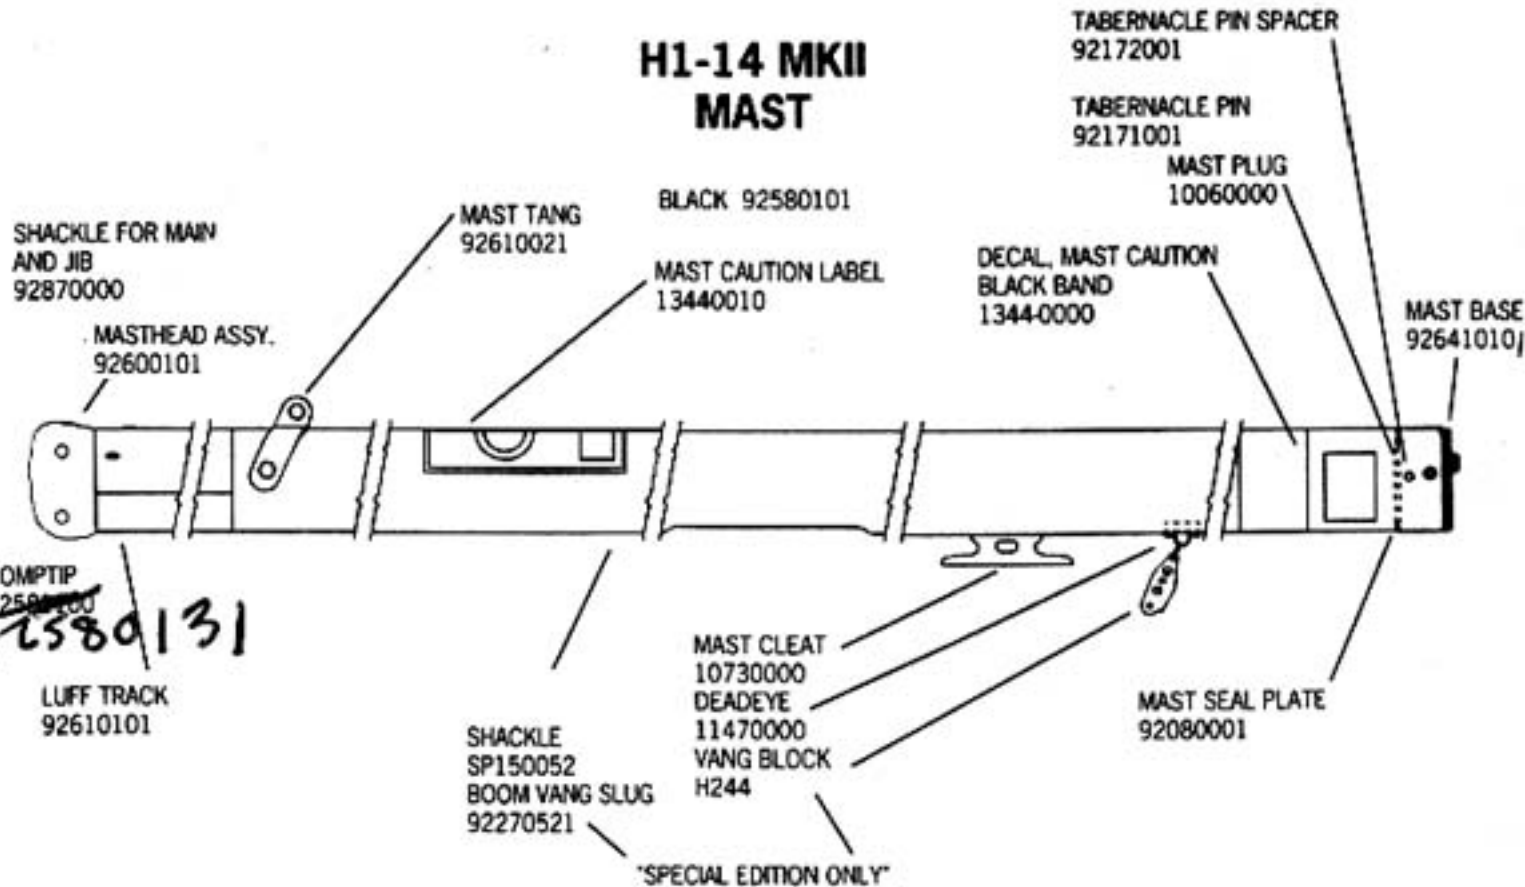 H1-14 MKII
MAST
TABERNACLE PIN SPACER
92172001
TABERNACLE PIN
92171001
MAST PLUG
10060000
BLACK 92580101
MAST TANG
92610021
SHACKLE FOR MAIN
AND JIB
92870000
MAST CAUTION LABEL
13440010
DECAL, MAST CAUTION
BLACK BAND
1344-0000
MAST BASE
92641010
MASTHEAD ASSY.
92600101
OMPTIP
2580131
LUFF TRACK
92610101
MAST CLEAT
10730000
DEADEYE
11470000
VANG BLOCK
H244
MAST SEAL PLATE
92080001
SHACKLE
SP150052
BOOM VANG SLUG
92270521
"SPECIAL EDITION ONLY"